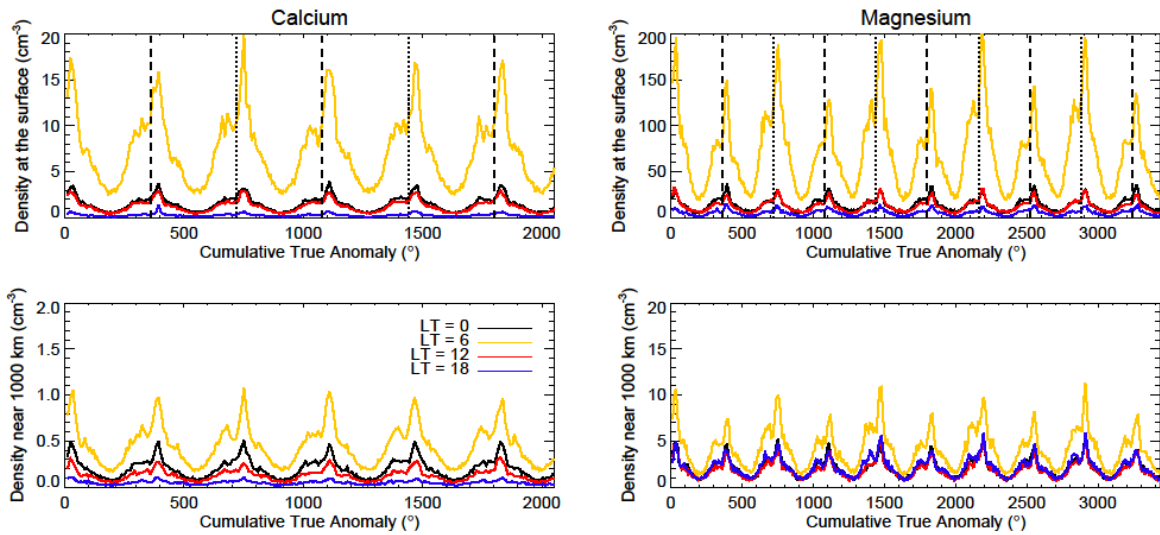 Calcium
Density at the surface (cm-3)
20
15
10
5
0
0 500 1000 1500 2000
Cumulative True Anomaly (°)
Magnesium
Density at the surface (cm-3)
200
150
100
50
0
0 500 1000 1500 2000 2500 3000
Cumulative True Anomaly (°)
Density near 1000 km (cm-3)
2.0
1.5
1.0
0.5
0.0
LT = 0
LT = 6
LT = 12
LT = 18
0 500 1000 1500 2000
Cumulative True Anomaly (°)
Density near 1000 km (cm-3)
20
15
10
5
0
0 500 1000 1500 2000 2500 3000
Cumulative True Anomaly (°)